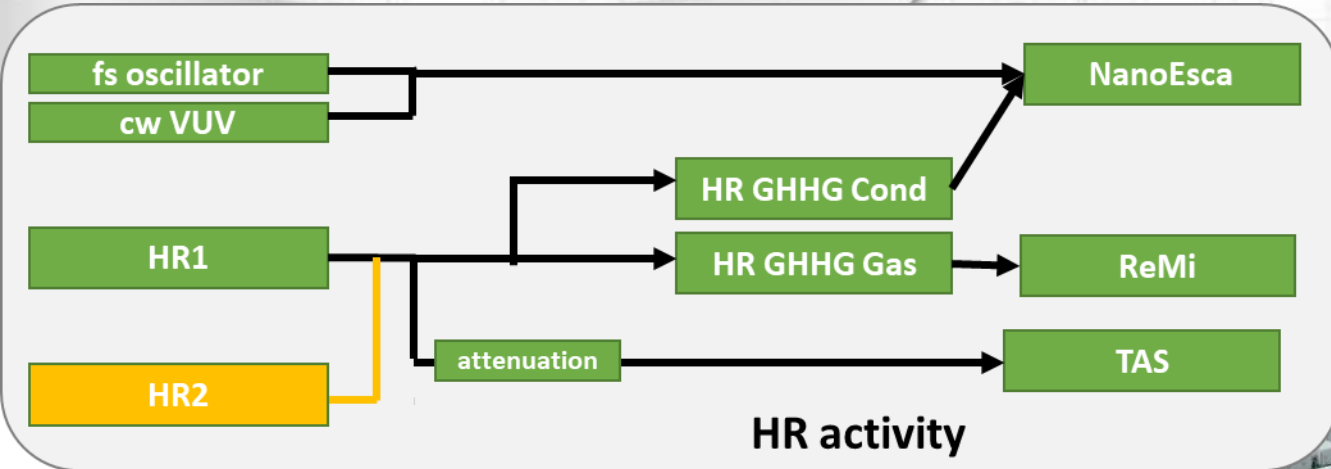 fs oscillator
NanoEsca
cw VUV
HR GHHG Cond
HR1
HR GHHG Gas
ReMi
attenuation
TAS
HR2
HR activity